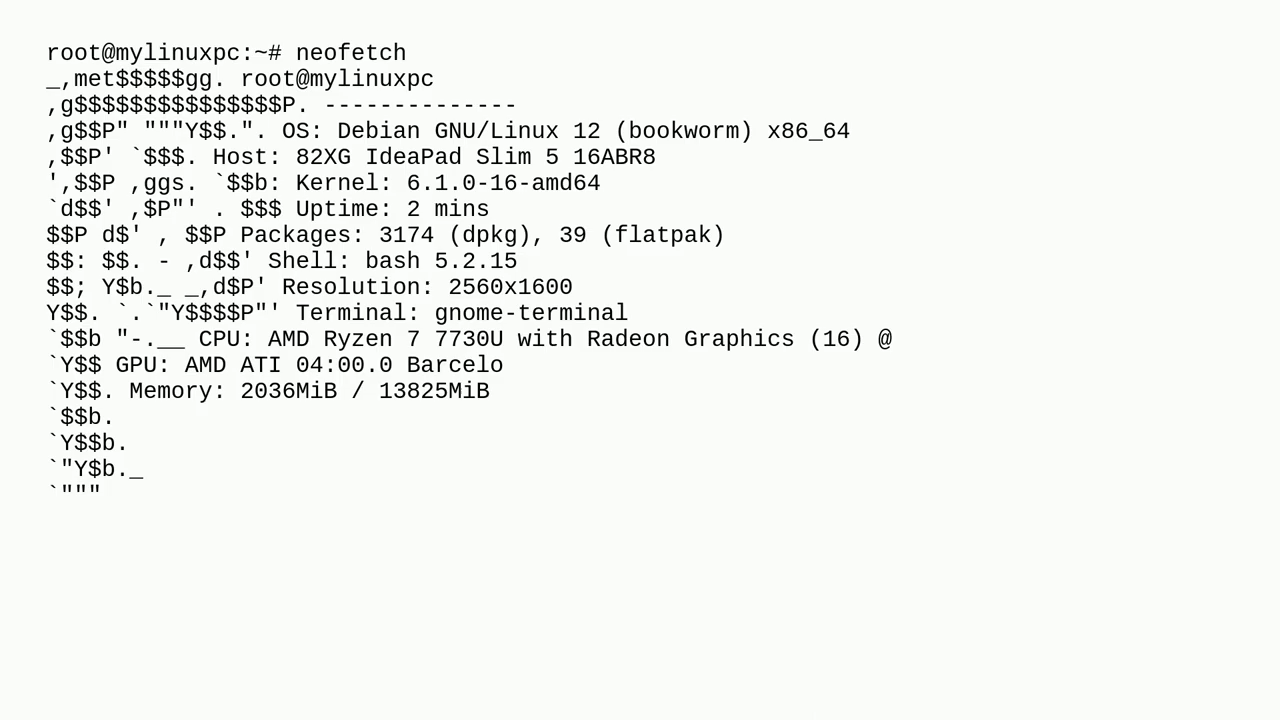 root@mylinuxpc:~# neofetch
_,met$$$$$gg. root@mylinuxpc
,g$$$$$$$$$$$$$$$P. --------------
,g$$P" """Y$$.". OS: Debian GNU/Linux 12 (bookworm) x86_64
,$$P' `$$$. Host: 82XG IdeaPad Slim 5 16ABR8
',$$P ,ggs. `$$b: Kernel: 6.1.0-16-amd64
`d$$' ,$P"' . $$$ Uptime: 2 mins
$$P d$' , $$P Packages: 3174 (dpkg), 39 (flatpak)
$$: $$. - ,d$$' Shell: bash 5.2.15
$$; Y$b._ _,d$P' Resolution: 2560x1600
Y$$. `.`"Y$$$$P"' Terminal: gnome-terminal
`$$b "-.__ CPU: AMD Ryzen 7 7730U with Radeon Graphics (16) @
`Y$$ GPU: AMD ATI 04:00.0 Barcelo
`Y$$. Memory: 2036MiB / 13825MiB
`$$b.
`Y$$b.
`"Y$b._
`"""